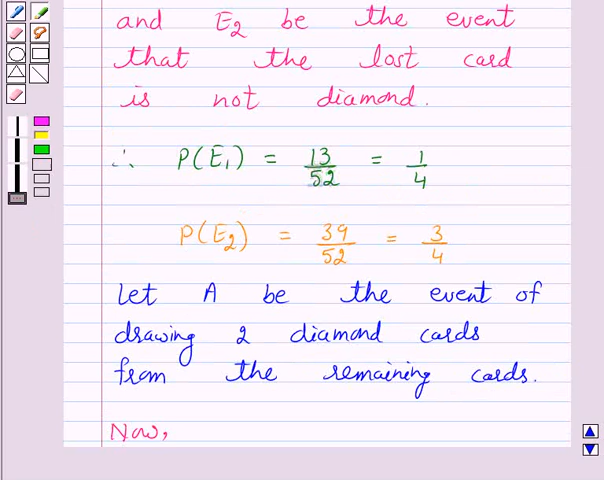 and E₂ be the event
that the lost card
is not diamond.
∴ P(E₁) = 13/52 = 1/4
P(E₂) = 39/52 = 3/4
Let A be the event of
drawing 2 diamond cards
from the remaining cards.
Now,